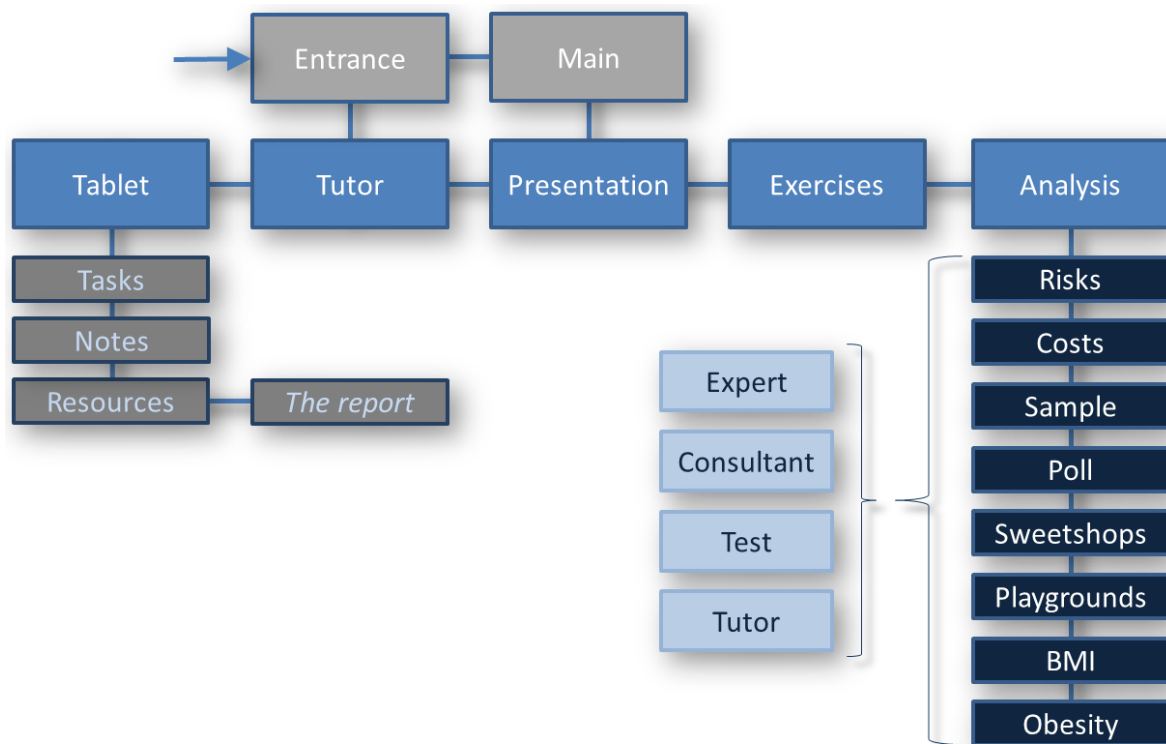 Entrance
Main
Tablet
Tutor
Presentation
Exercises
Analysis
Tasks
Notes
Resources
The report
Expert
Consultant
Test
Tutor
Risks
Costs
Sample
Poll
Sweetshops
Playgrounds
BMI
Obesity